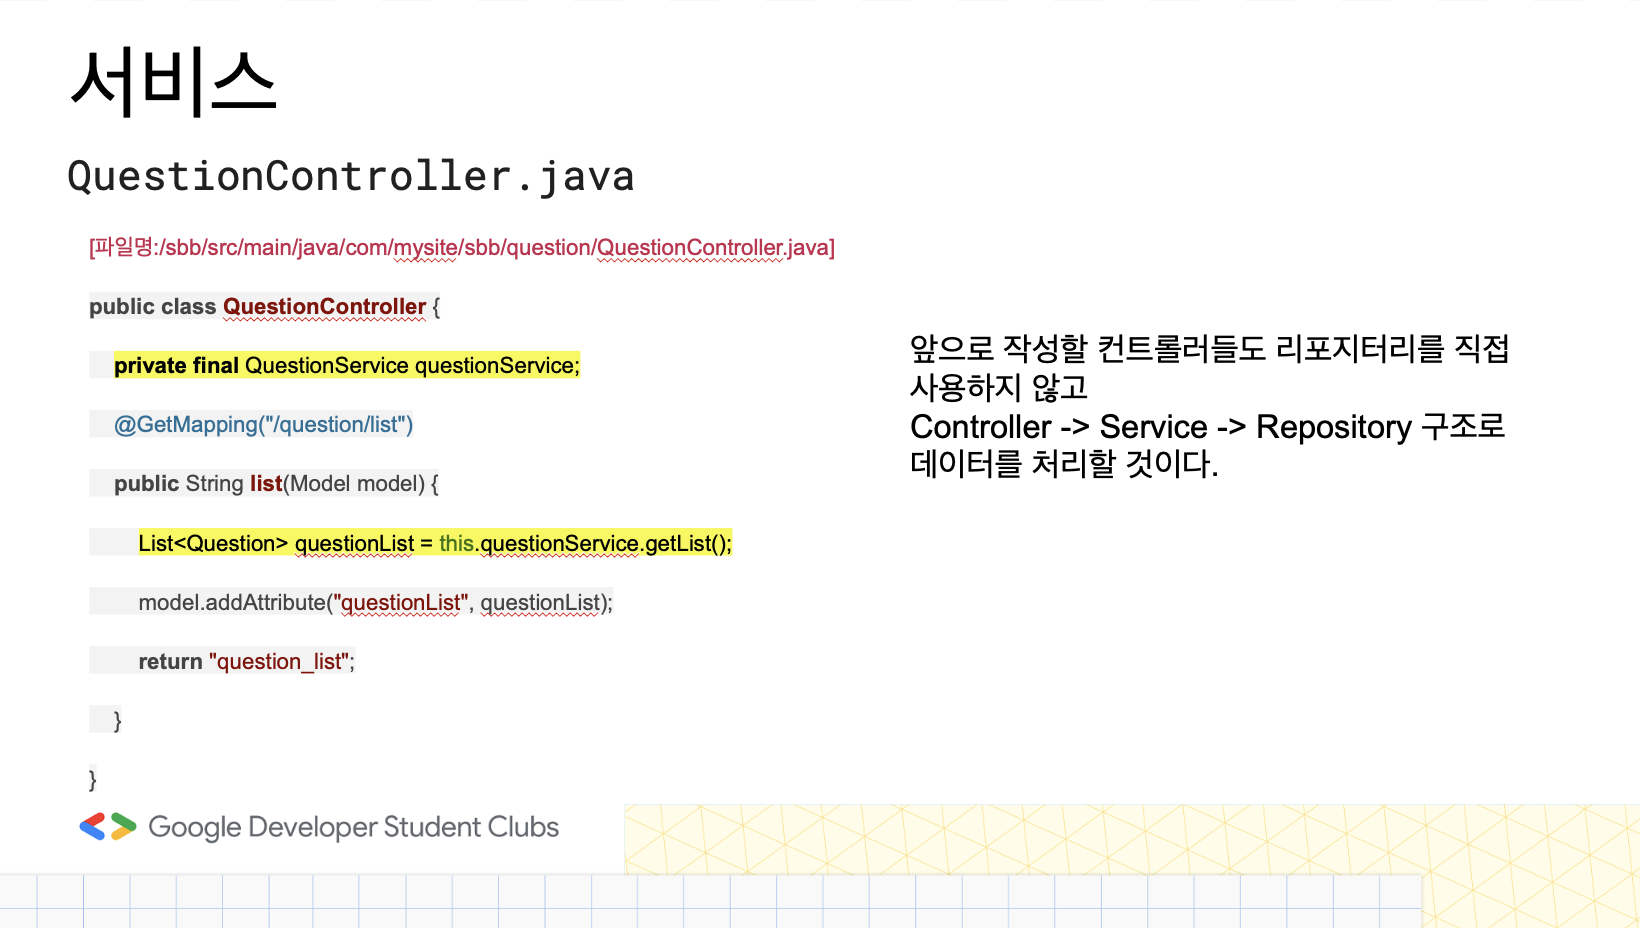 서비스
QuestionController.java
[파일명:/sbb/src/main/java/com/mysite/sbb/question/QuestionController.java]
public class QuestionController {
private final QuestionService questionService;
@GetMapping("/question/list")
public String list(Model model) {
List<Question> questionList = this.questionService.getList();
model.addAttribute("questionList", questionList);
return "question_list";
}
}
앞으로 작성할 컨트롤러들도 리포지터리를 직접
사용하지 않고
Controller -> Service -> Repository 구조로
데이터를 처리할 것이다.
Google Developer Student Clubs